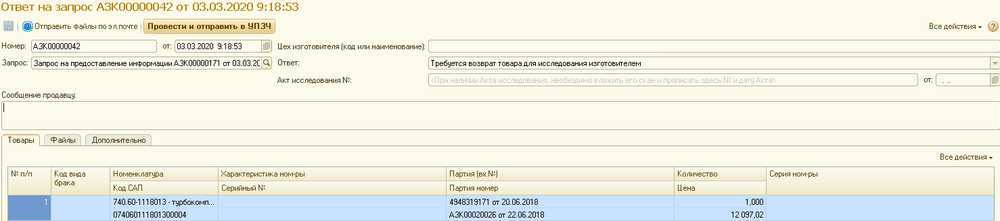 Ответ на запрос АЗК00000042 от 03.03.2020 9:18:53
Отправить файлы по эл.почте Провести и отправить в УПЗЧ Все действия
Номер: АЗК00000042 от: 03.03.2020 9:18:53 Цех изготовителя (код или наименование):
Запрос: Запрос на предоставление информации АЗК00000171 от 03.03.20 Ответ: Требуется возврат товара для исследования изготовителем
Акт исследования №: <При наличии Акта исследования, необходимо вложить его скан и прописать здесь № и дату Акта> от: . .
Сообщение продавцу:
Товары Файлы Дополнительно
Все действия
№ п/п Код вида брака Номенклатура Характеристика ном-ры Партия (вх.№) Количество Серия ном-ры
Код САП Серийный № Партия номер Цена
1 740.60-1118013 - турбокомп... 4948319171 от 20.06.2018 1,000
074060111801300004 АЗК00020026 от 22.06.2018 12 097,02